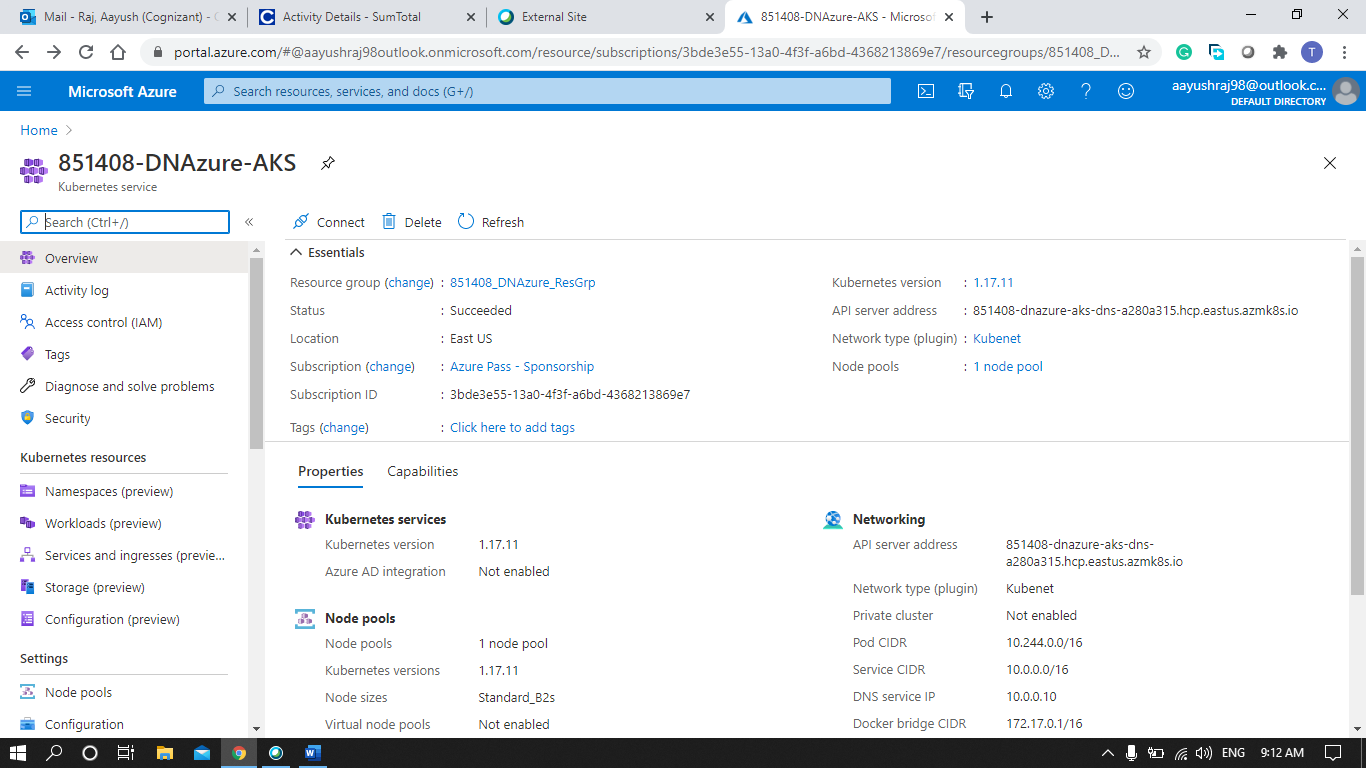 Mail - Raj, Aayush (Cognizant) - O
Activity Details - SumTotal
External Site
851408-DNAzure-AKS - Microsof
portal.azure.com/#@aayushraj98outlook.onmicrosoft.com/resource/subscriptions/3bde3e55-13a0-4f3f-a6bd-4368213869e7/resourcegroups/851408_D...
T
Microsoft Azure
Search resources, services, and docs (G+/)
aayushraj98@outlook.c...
DEFAULT DIRECTORY
Home
851408-DNAzure-AKS
Kubernetes service
Search (Ctrl+/)
Connect
Delete
Refresh
Overview
Activity log
Access control (IAM)
Tags
Diagnose and solve problems
Security
Kubernetes resources
Namespaces (preview)
Workloads (preview)
Services and ingresses (previe...
Storage (preview)
Configuration (preview)
Settings
Node pools
Configuration
Essentials
Resource group (change) : 851408_DNAzure_ResGrp
Status : Succeeded
Location : East US
Subscription (change) : Azure Pass - Sponsorship
Subscription ID : 3bde3e55-13a0-4f3f-a6bd-4368213869e7
Tags (change) : Click here to add tags
Kubernetes version : 1.17.11
API server address : 851408-dnazure-aks-dns-a280a315.hcp.eastus.azmk8s.io
Network type (plugin) : Kubenet
Node pools : 1 node pool
Properties
Capabilities
Kubernetes services
Kubernetes version 1.17.11
Azure AD integration Not enabled
Node pools
Node pools 1 node pool
Kubernetes versions 1.17.11
Node sizes Standard_B2s
Virtual node pools Not enabled
Networking
API server address 851408-dnazure-aks-dns-
a280a315.hcp.eastus.azmk8s.io
Network type (plugin) Kubenet
Private cluster Not enabled
Pod CIDR 10.244.0.0/16
Service CIDR 10.0.0.0/16
DNS service IP 10.0.0.10
Docker bridge CIDR 172.17.0.1/16
ENG
9:12 AM